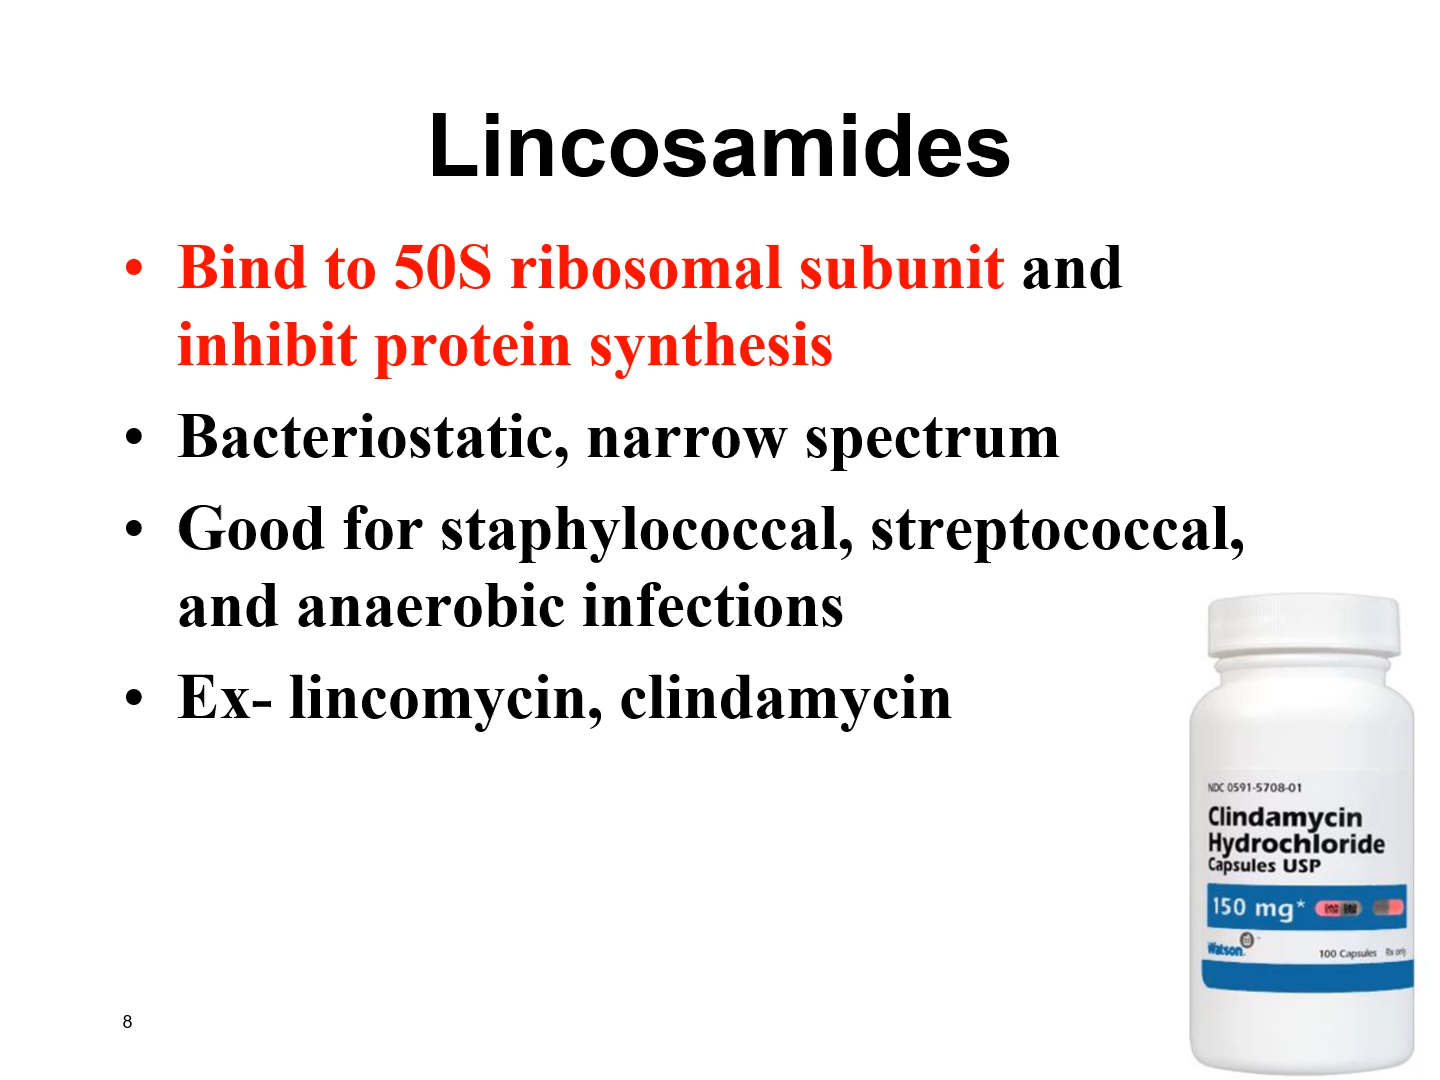 Lincosamides
• Bind to 50S ribosomal subunit and
inhibit protein synthesis
• Bacteriostatic, narrow spectrum
• Good for staphylococcal, streptococcal,
and anaerobic infections
• Ex- lincomycin, clindamycin
NDC 0591-5708-01
Clindamycin
Hydrochloride
Capsules USP
150 mg*
Watson
100 Capsules Rx only
8